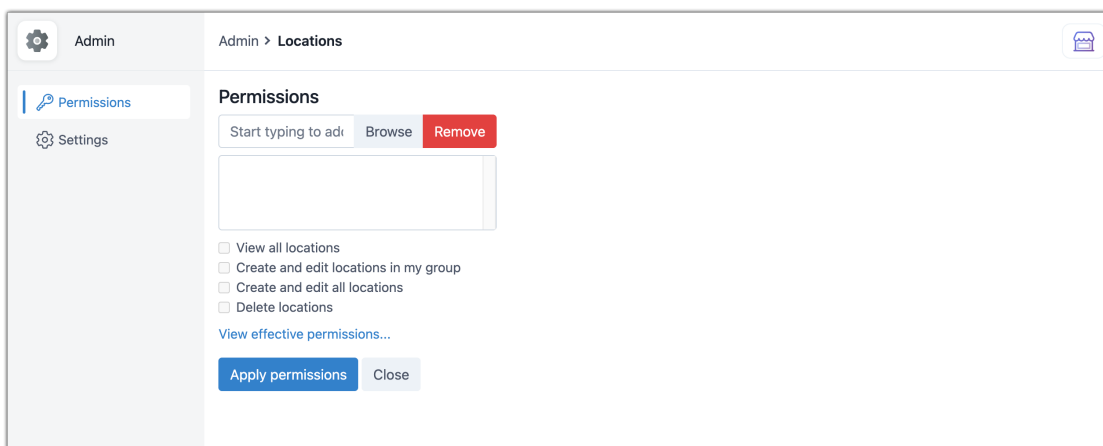 Admin
Admin > Locations
Permissions
Settings
Permissions
Start typing to add Browse Remove
View all locations
Create and edit locations in my group
Create and edit all locations
Delete locations
View effective permissions...
Apply permissions Close